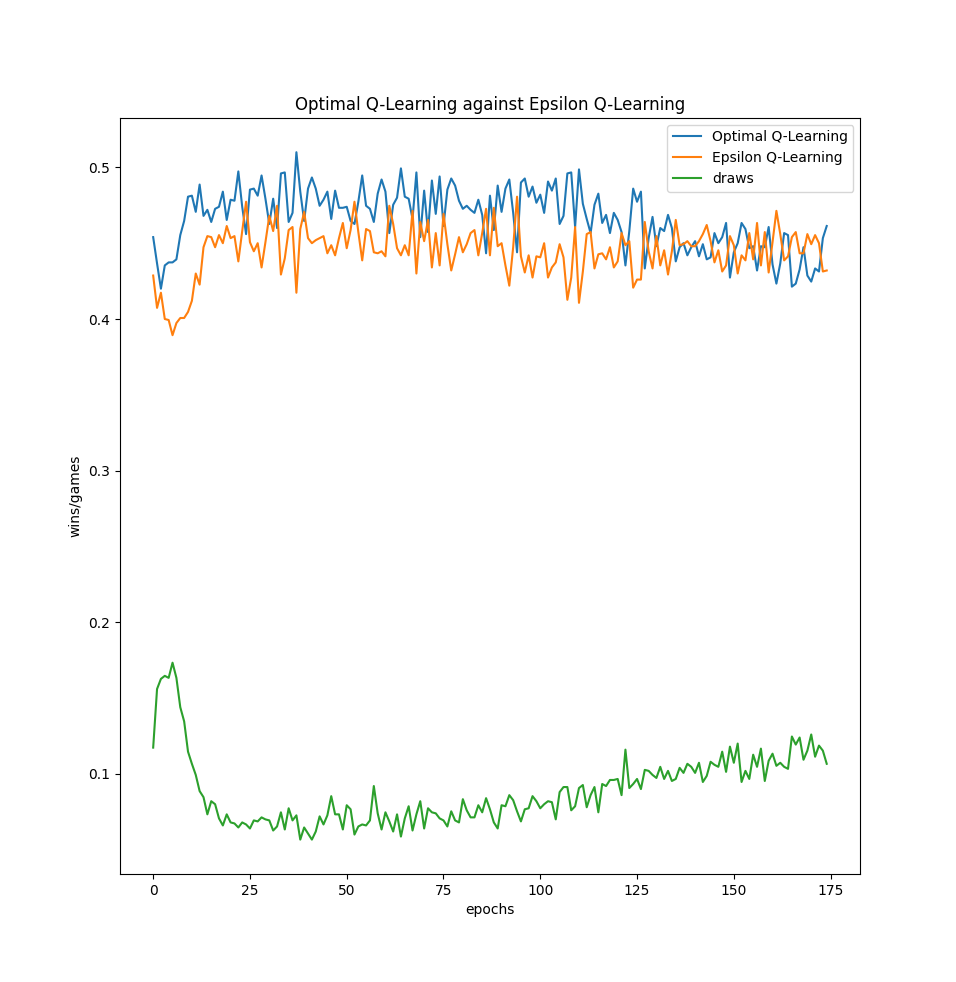 Optimal Q-Learning against Epsilon Q-Learning
Optimal Q-Learning
Epsilon Q-Learning
draws
0.5
0.4
0.3
0.2
0.1
wins/games
0 25 50 75 100 125 150 175
epochs